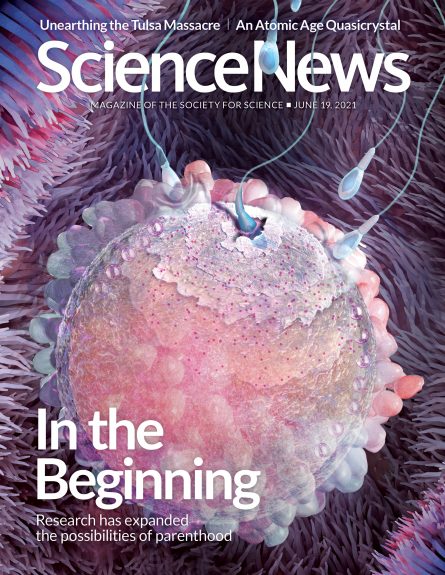 Unearthing the Tulsa Massacre | An Atomic Age Quasicrystal
ScienceNews
MAGAZINE OF THE SOCIETY FOR SCIENCE ■ JUNE 19, 2021
In the
Beginning
Research has expanded
the possibilities of parenthood